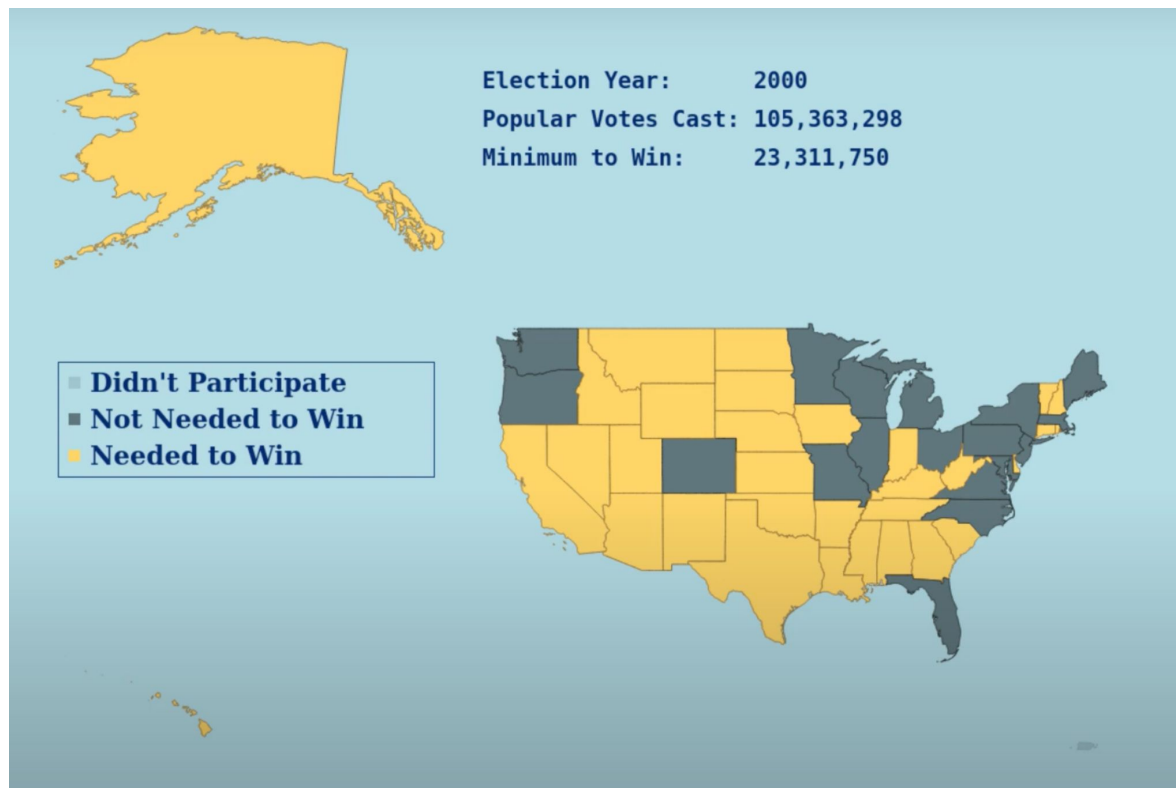 Election Year: 2000
Popular Votes Cast: 105,363,298
Minimum to Win: 23,311,750
Didn't Participate
Not Needed to Win
Needed to Win